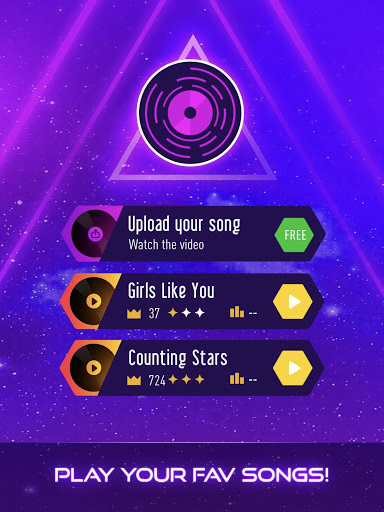 Upload your song
Watch the video
FREE
Girls Like You
37
--
Counting Stars
724
--
PLAY YOUR FAV SONGS!